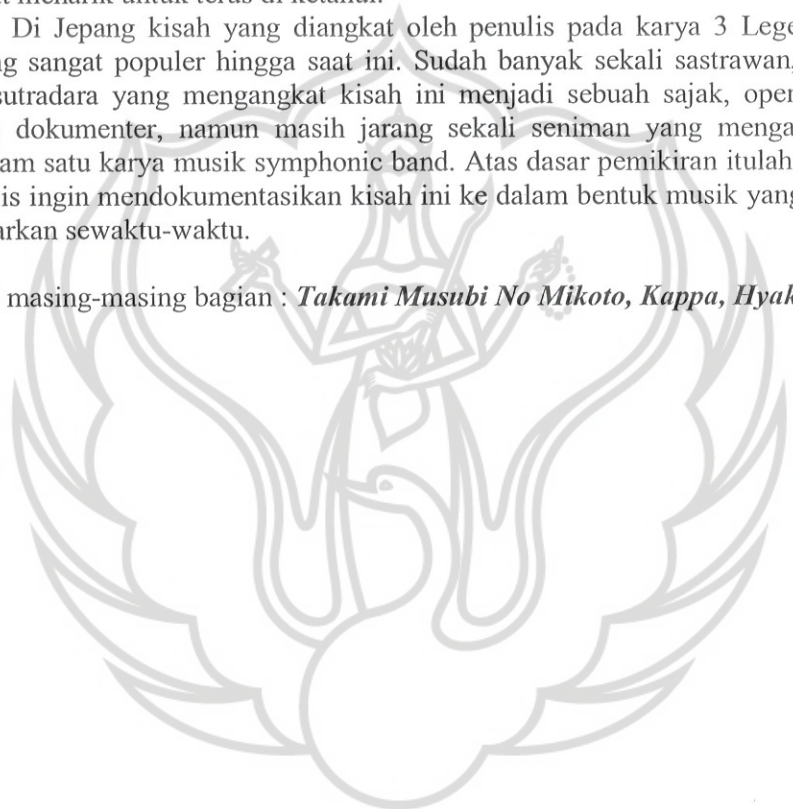 menarik untuk terus di ketahui.
Di Jepang kisah yang diangkat oleh penulis pada karya 3 Lege
sangat populer hingga saat ini. Sudah banyak sekali sastrawan,
sutradara yang mengangkat kisah ini menjadi sebuah sajak, oper
dokumenter, namun masih jarang sekali seniman yang menga
am satu karya musik symphonic band. Atas dasar pemikiran itulah
is ingin mendokumentasikan kisah ini ke dalam bentuk musik yang
arkan sewaktu-waktu.
masing-masing bagian : Takami Musubi No Mikoto, Kappa, Hyak